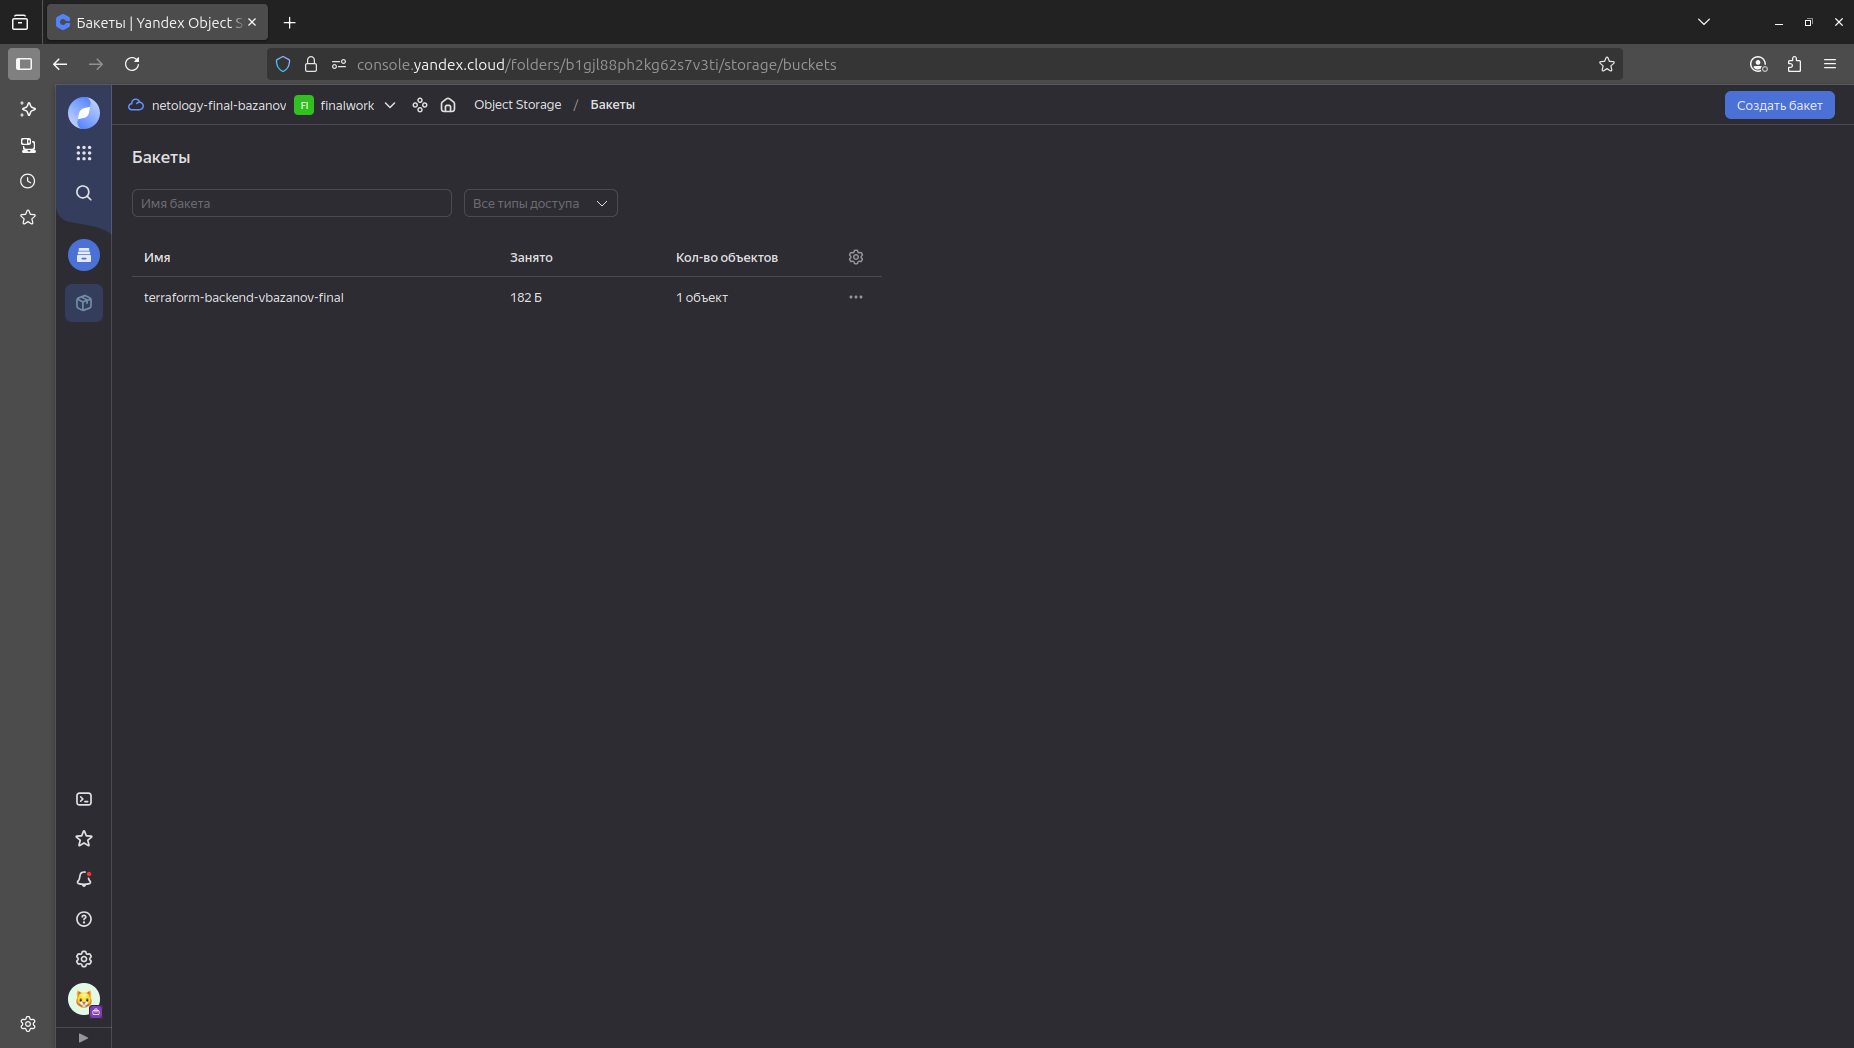 Бакеты | Yandex Object S
console.yandex.cloud/folders/b1gjl88ph2kg62s7v3ti/storage/buckets
netology-final-bazanov FI finalwork Object Storage / Бакеты Создать бакет
Бакеты
Имя бакета Все типы доступа
Имя Занято Кол-во объектов
terraform-backend-vbazanov-final 182 Б 1 объект